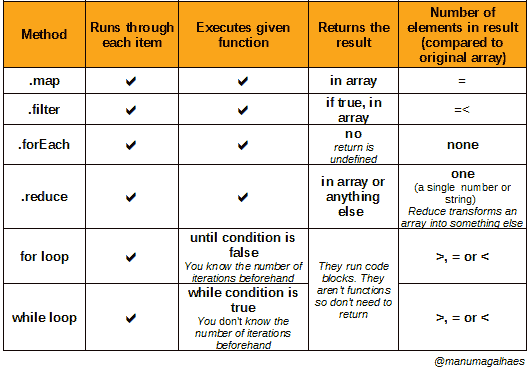 Method
Runs through
each item
Executes given
function
Returns the
result
Number of
elements in result
(compared to
original array)
.map
✔
✔
in array
=
.filter
✔
✔
if true, in
array
=<
.forEach
✔
✔
no
return is
undefined
none
.reduce
✔
✔
in array or
anything
else
one
(a single number or
string)
Reduce transforms an
array into something else
for loop
✔
until condition is
false
You know the number of
iterations beforehand
They run code
blocks. They
aren't functions
so don't need to
return
>, = or <
while loop
✔
while condition is
true
You don't know the
number of iterations
beforehand
>, = or <
@manumagalhaes